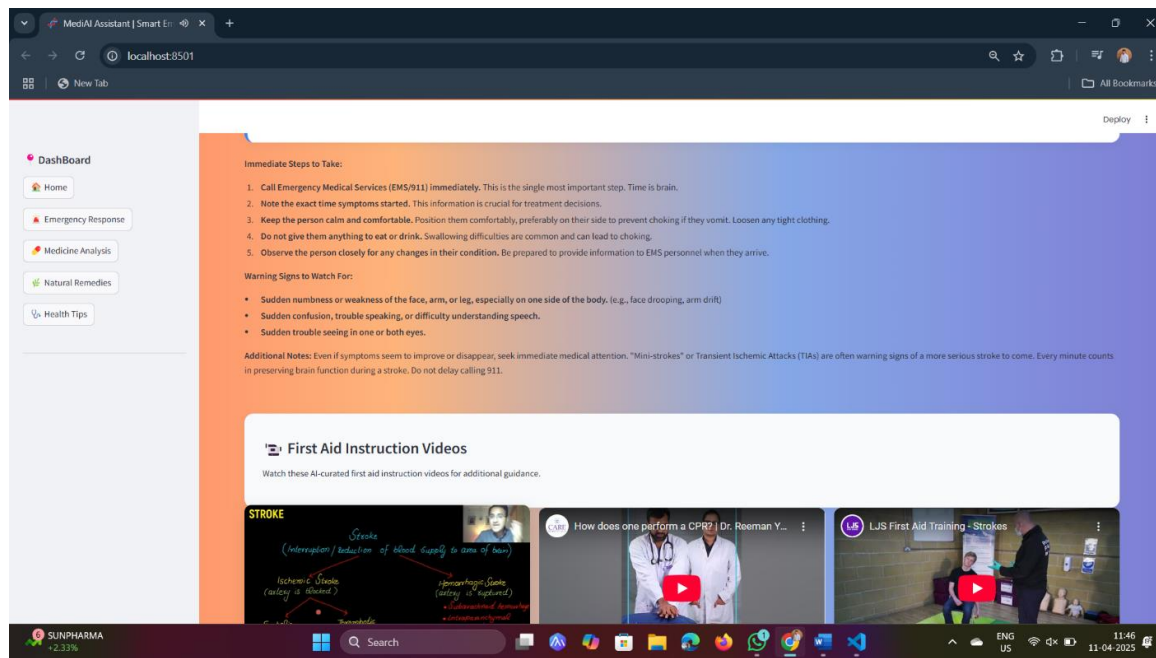 MediAI Assistant | Smart Em
localhost:8501
New Tab
All Bookmarks
Deploy
DashBoard
Home
Emergency Response
Medicine Analysis
Natural Remedies
Health Tips
Immediate Steps to Take:
1. Call Emergency Medical Services (EMS/911) immediately. This is the single most important step. Time is brain.
2. Note the exact time symptoms started. This information is crucial for treatment decisions.
3. Keep the person calm and comfortable. Position them comfortably, preferably on their side to prevent choking if they vomit. Loosen any tight clothing.
4. Do not give them anything to eat or drink. Swallowing difficulties are common and can lead to choking.
5. Observe the person closely for any changes in their condition. Be prepared to provide information to EMS personnel when they arrive.
Warning Signs to Watch For:
• Sudden numbness or weakness of the face, arm, or leg, especially on one side of the body. (e.g., face drooping, arm drift)
• Sudden confusion, trouble speaking, or difficulty understanding speech.
• Sudden trouble seeing in one or both eyes.
Additional Notes: Even if symptoms seem to improve or disappear, seek immediate medical attention. "Mini-strokes" or Transient Ischemic Attacks (TIAs) are often warning signs of a more serious stroke to come. Every minute counts
in preserving brain function during a stroke. Do not delay calling 911.
First Aid Instruction Videos
Watch these AI-curated first aid instruction videos for additional guidance.
STROKE
Stroke
(interruption / reduction of blood supply to area of brain)
Ischemic Stroke
(artery is blocked)
Hemorrhagic Stroke
(artery is ruptured)
CARE
How does one perform a CPR? | Dr. Reeman Y...
LJS
LJS First Aid Training - Strokes
6
SUNPHARMA
+2.33%
Search
ENG
US
11:46
11-04-2025